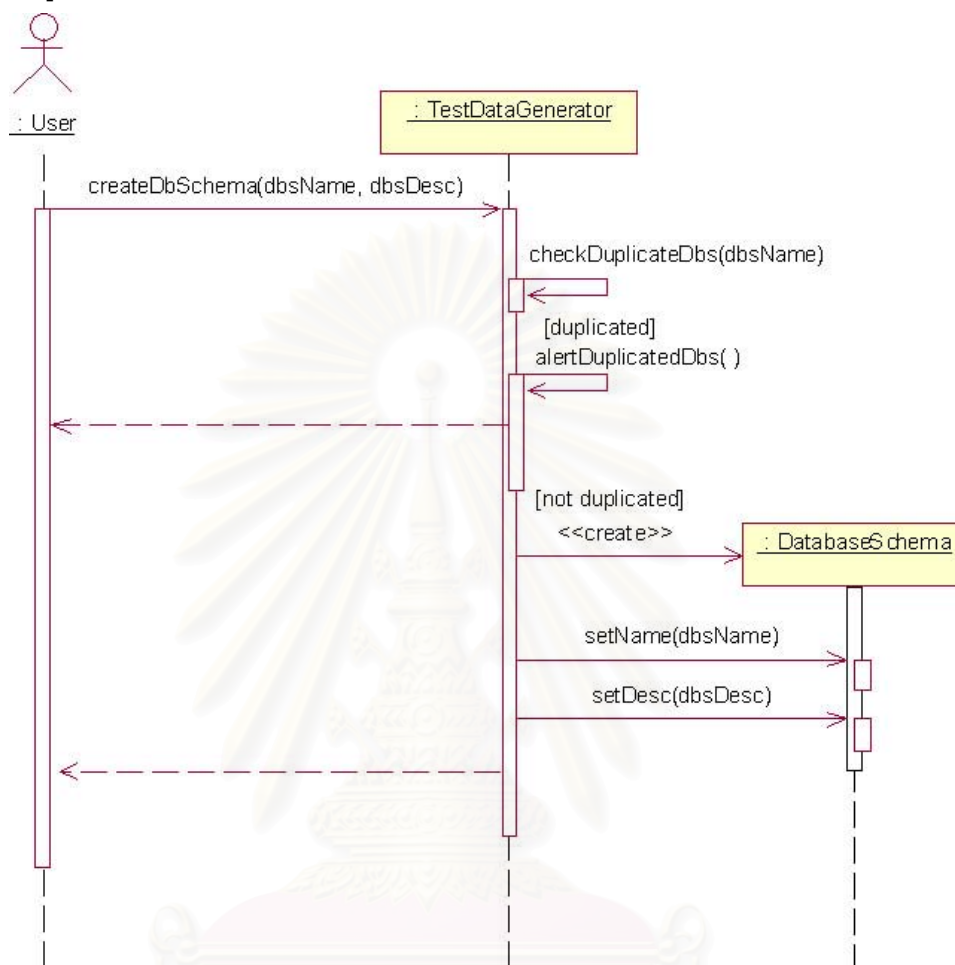 : User
: TestDataGenerator
createDbSchema(dbsName, dbsDesc)
checkDuplicateDbs(dbsName)
[duplicated]
alertDuplicatedDbs( )
[not duplicated]
<<create>>
: DatabaseSchema
setName(dbsName)
setDesc(dbsDesc)